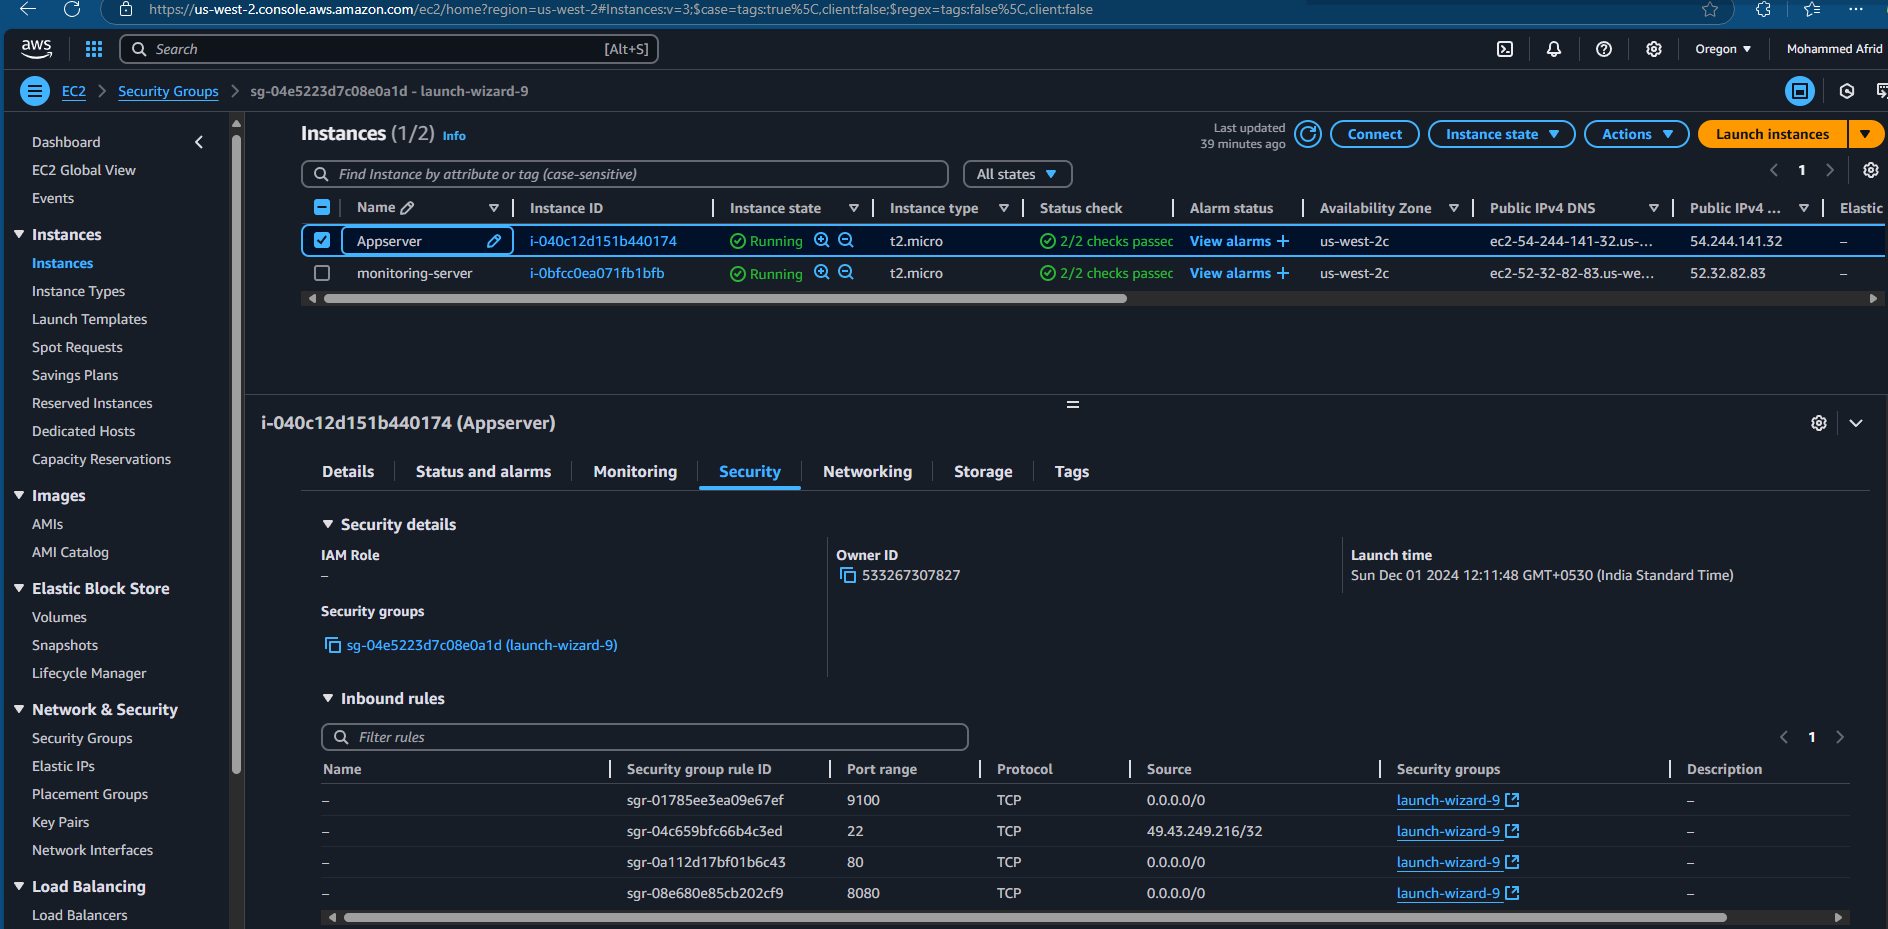 https://us-west-2.console.aws.amazon.com/ec2/home?region=us-west-2#Instances:v=3;$case=tags:true%5C,client:false;$regex=tags:false%5C,client:false
aws
Search [Alt+S]
Oregon
Mohammed Afrid
EC2 > Security Groups > sg-04e5223d7c08e0a1d - launch-wizard-9
Dashboard
EC2 Global View
Events
Instances
Instances
Instance Types
Launch Templates
Spot Requests
Savings Plans
Reserved Instances
Dedicated Hosts
Capacity Reservations
Images
AMIs
AMI Catalog
Elastic Block Store
Volumes
Snapshots
Lifecycle Manager
Network & Security
Security Groups
Elastic IPs
Placement Groups
Key Pairs
Network Interfaces
Load Balancing
Load Balancers
Instances (1/2) Info
Last updated
39 minutes ago
Connect
Instance state
Actions
Launch instances
Find Instance by attribute or tag (case-sensitive)
All states
1
Name Instance ID Instance state Instance type Status check Alarm status Availability Zone Public IPv4 DNS Public IPv4 ... Elastic
Appserver i-040c12d151b440174 Running t2.micro 2/2 checks passec View alarms + us-west-2c ec2-54-244-141-32.us-... 54.244.141.32 –
monitoring-server i-0bfcc0ea071fb1bfb Running t2.micro 2/2 checks passec View alarms + us-west-2c ec2-52-32-82-83.us-we... 52.32.82.83 –
i-040c12d151b440174 (Appserver)
Details Status and alarms Monitoring Security Networking Storage Tags
Security details
IAM Role
–
Owner ID
533267307827
Launch time
Sun Dec 01 2024 12:11:48 GMT+0530 (India Standard Time)
Security groups
sg-04e5223d7c08e0a1d (launch-wizard-9)
Inbound rules
Filter rules
1
Name Security group rule ID Port range Protocol Source Security groups Description
– sgr-01785ee3ea09e67ef 9100 TCP 0.0.0.0/0 launch-wizard-9 –
– sgr-04c659bfc66b4c3ed 22 TCP 49.43.249.216/32 launch-wizard-9 –
– sgr-0a112d17bf01b6c43 80 TCP 0.0.0.0/0 launch-wizard-9 –
– sgr-08e680e85cb202cf9 8080 TCP 0.0.0.0/0 launch-wizard-9 –